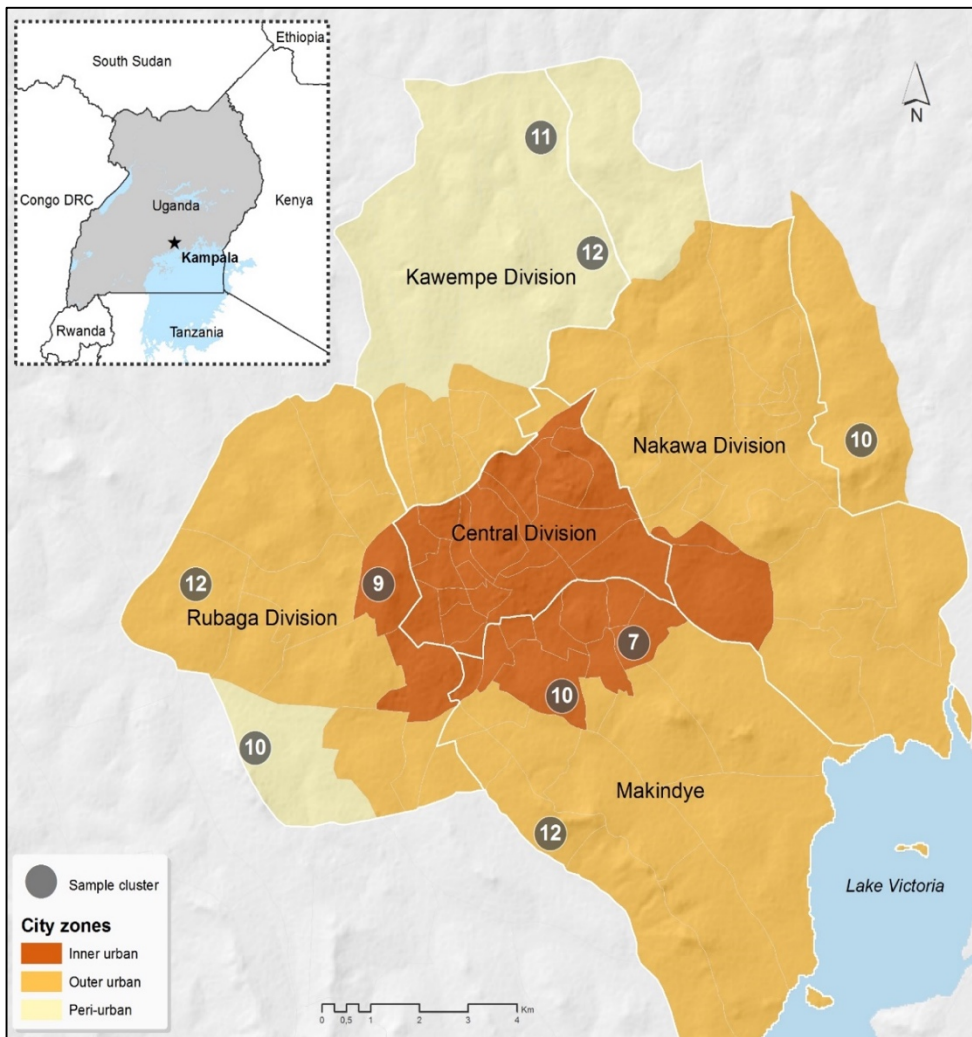 Ethiopia
South Sudan
Congo DRC
Uganda
Kenya
Kampala
Rwanda
Tanzania
N
11
12
Kawempe Division
Nakawa Division
10
Central Division
12
9
Rubaga Division
7
10
10
Makindye
12
Lake Victoria
Sample cluster
City zones
Inner urban
Outer urban
Peri-urban
0 0,5 1 2 3 4 Km